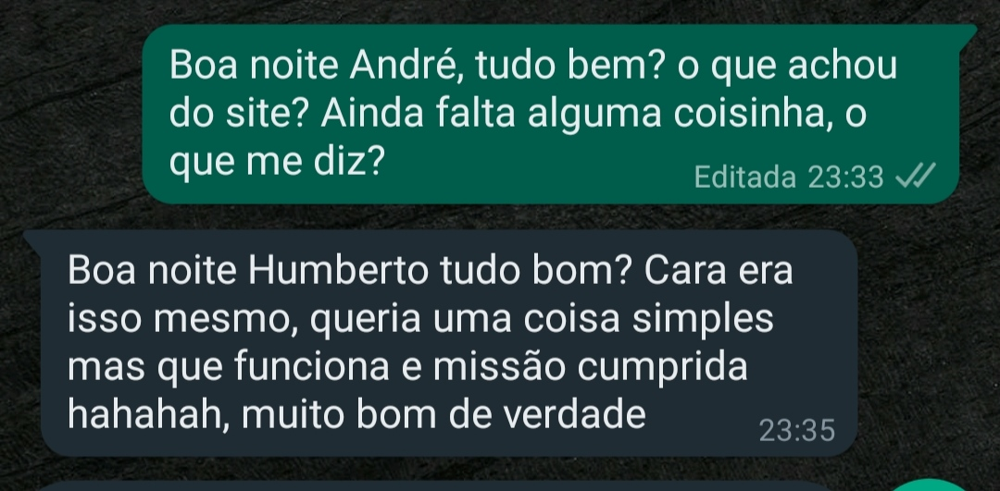 Boa noite André, tudo bem? o que achou
do site? Ainda falta alguma coisinha, o
que me diz?
Editada 23:33
Boa noite Humberto tudo bom? Cara era
isso mesmo, queria uma coisa simples
mas que funciona e missão cumprida
hahahah, muito bom de verdade
23:35